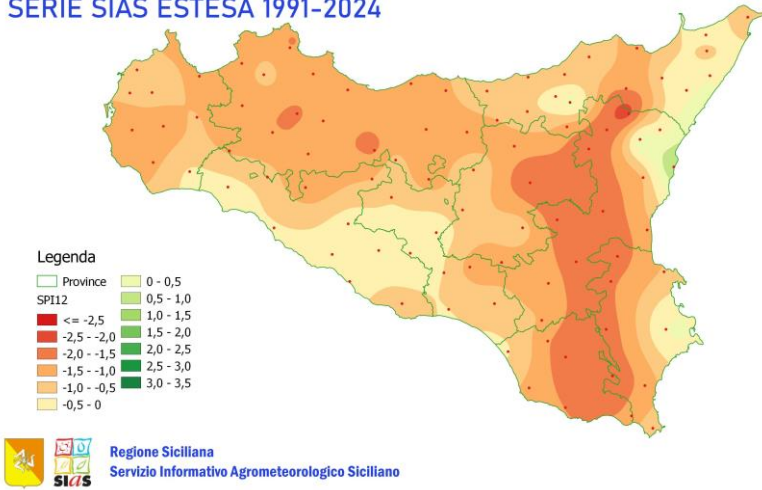 SERIE SIAS ESTESA 1991-2024
Legenda
Province
SPI12
<= -2,5
-2,5 - -2,0
-2,0 - -1,5
-1,5 - -1,0
-1,0 - -0,5
-0,5 - 0
0 - 0,5
0,5 - 1,0
1,0 - 1,5
1,5 - 2,0
2,0 - 2,5
2,5 - 3,0
3,0 - 3,5
SIAS
Regione Siciliana
Servizio Informativo Agrometeorologico Siciliano